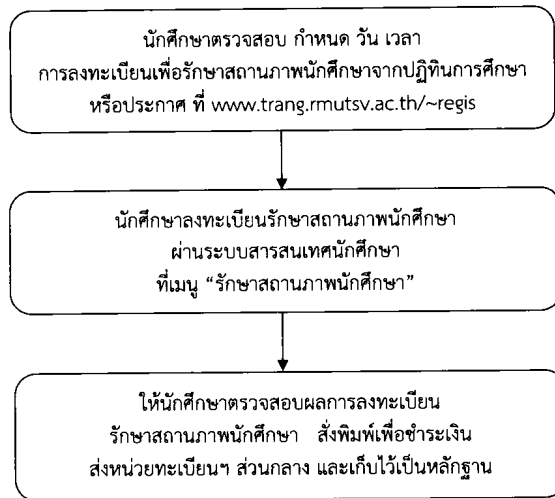 นักศึกษาตรวจสอบ กำหนด วัน เวลา
การลงทะเบียนเพื่อรักษาสถานภาพนักศึกษาจากปฏิทินการศึกษา
หรือประกาศ ที่ www.trang.rmutsv.ac.th/~regis
นักศึกษาลงทะเบียนรักษาสถานภาพนักศึกษา
ผ่านระบบสารสนเทศนักศึกษา
ที่เมนู “รักษาสถานภาพนักศึกษา”
ให้นักศึกษาตรวจสอบผลการลงทะเบียน
รักษาสถานภาพนักศึกษา สั่งพิมพ์เพื่อชำระเงิน
ส่งหน่วยทะเบียนฯ ส่วนกลาง และเก็บไว้เป็นหลักฐาน